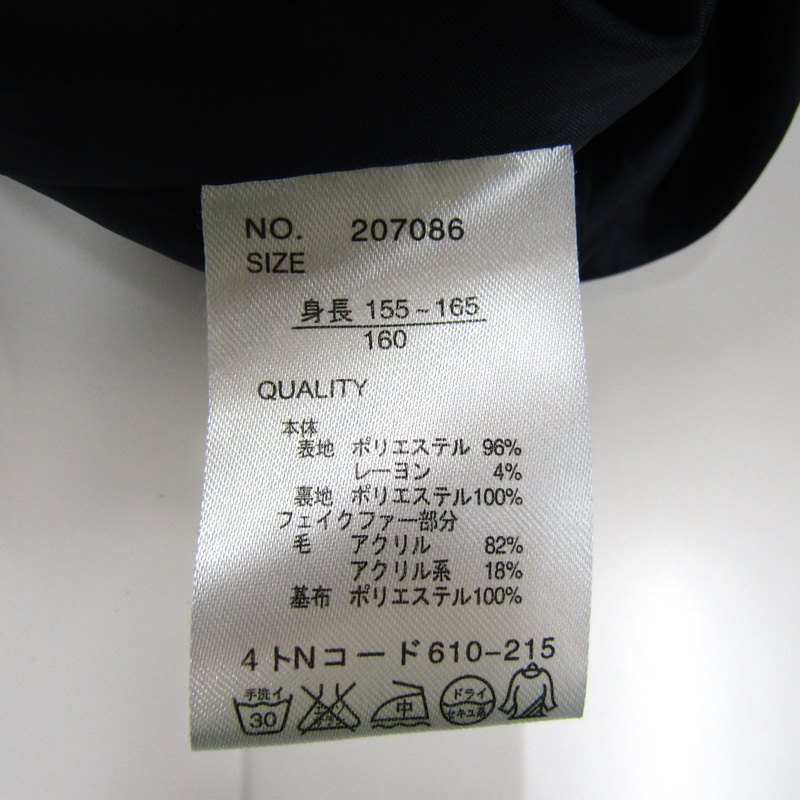 NO. 207086
SIZE
身長 155~165
160
QUALITY
本体
表地 ポリエステル 96%
レーヨン 4%
裏地 ポリエステル100%
フェイクファー部分
毛 アクリル 82%
アクリル系 18%
基布 ポリエステル100%
4トNコード610-215
手洗イ 30 中 ドライ セキユ系